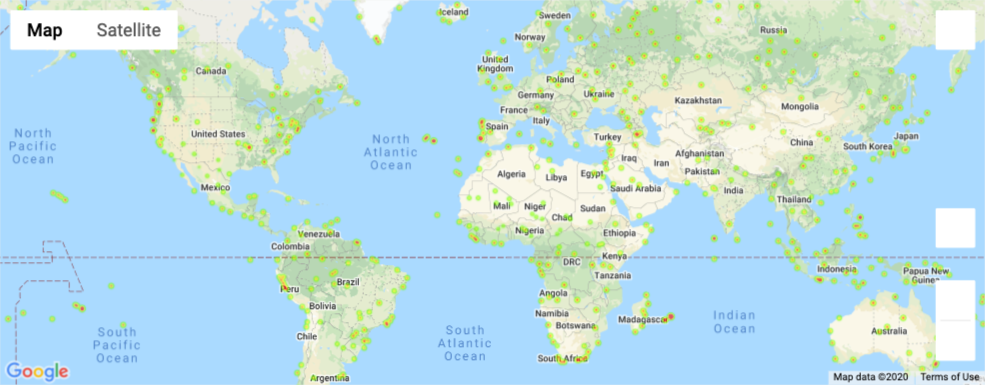 Map Satellite
Iceland
Sweden
Russia
Norway
Canada
United
Kingdom
Poland
Germany
Ukraine
Kazakhstan
France
Mongolia
North
Pacific
Ocean
United States
North
Atlantic
Ocean
Spain
Italy
Turkey
China
Japan
South Korea
Afghanistan
Iraq
Iran
Algeria
Libya
Egypt
Pakistan
Mexico
Saudi Arabia
India
Thailand
Mali
Niger
Chad
Sudan
Venezuela
Nigeria
Ethiopia
Colombia
Kenya
DRC
Indonesia
Papua New
Guinea
Tanzania
Peru
Brazil
Angola
Bolivia
Namibia
Madagascar
Indian
Ocean
Botswana
South
Pacific
Ocean
Chile
South
Atlantic
Ocean
Australia
South Africa
Argentina
Google
Map data ©2020 Terms of Use